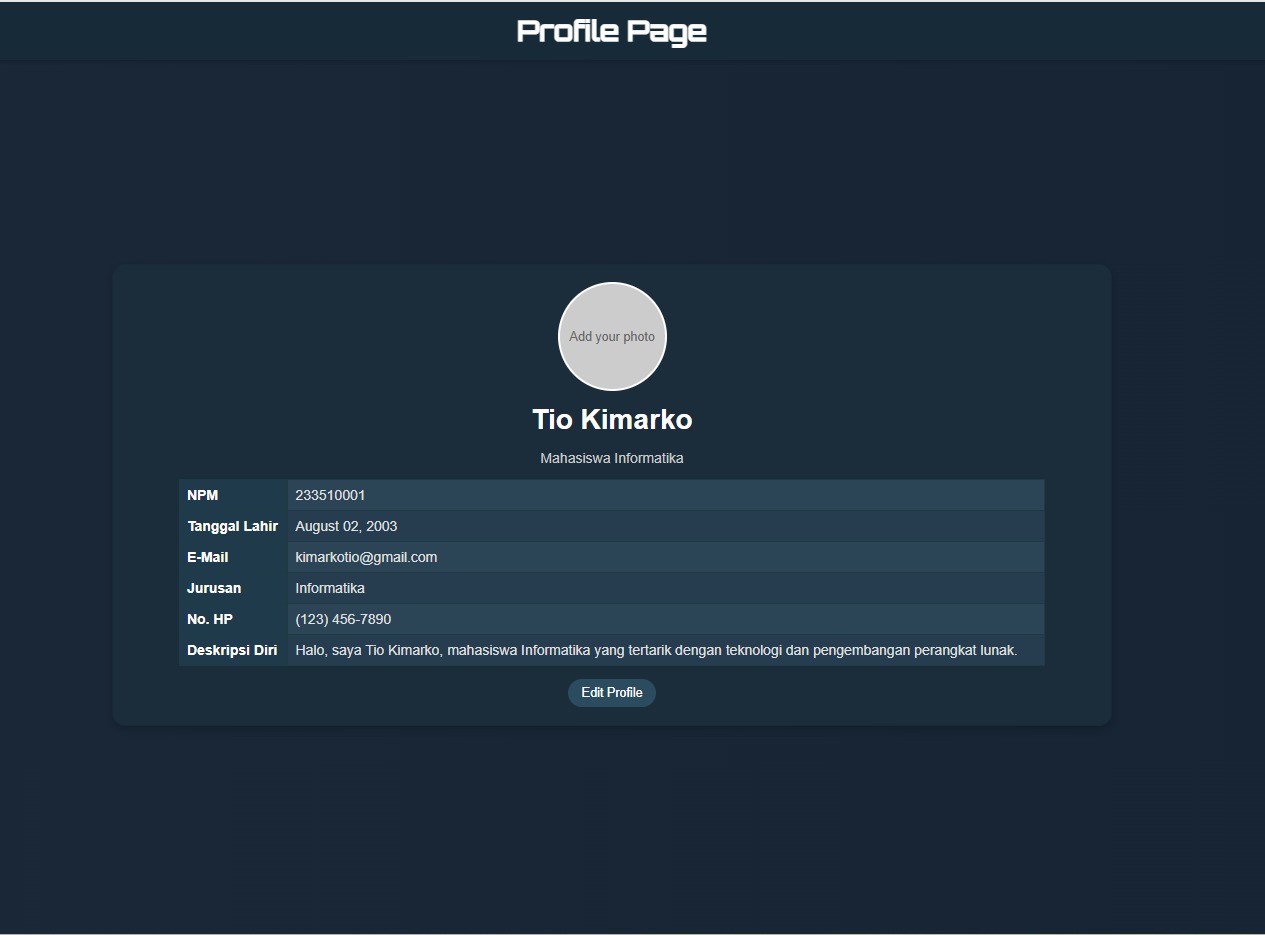 Profile Page
Add your photo
Tio Kimarko
Mahasiswa Informatika
NPM 233510001
Tanggal Lahir August 02, 2003
E-Mail kimarkotio@gmail.com
Jurusan Informatika
No. HP (123) 456-7890
Deskripsi Diri Halo, saya Tio Kimarko, mahasiswa Informatika yang tertarik dengan teknologi dan pengembangan perangkat lunak.
Edit Profile